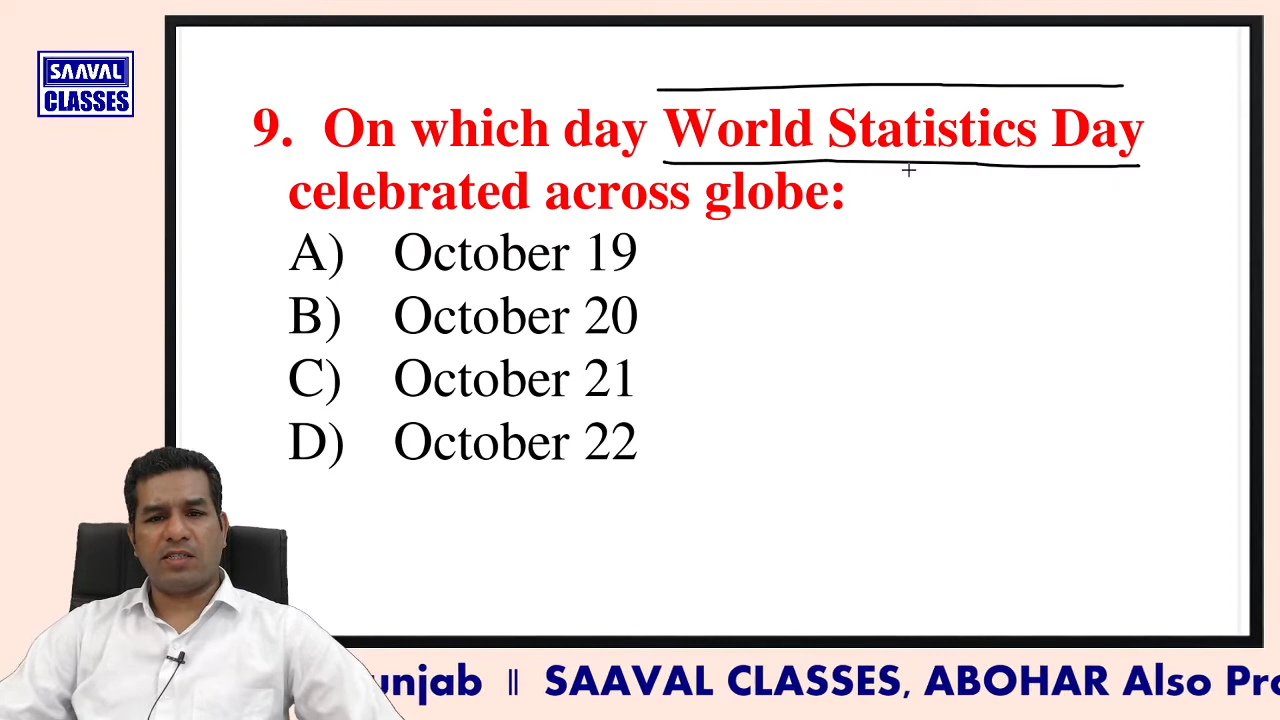 SAAVAL
CLASSES
9. On which day World Statistics Day
celebrated across globe:
A) October 19
B) October 20
C) October 21
D) October 22
unjab || SAAVAL CLASSES, ABOHAR Also Pro